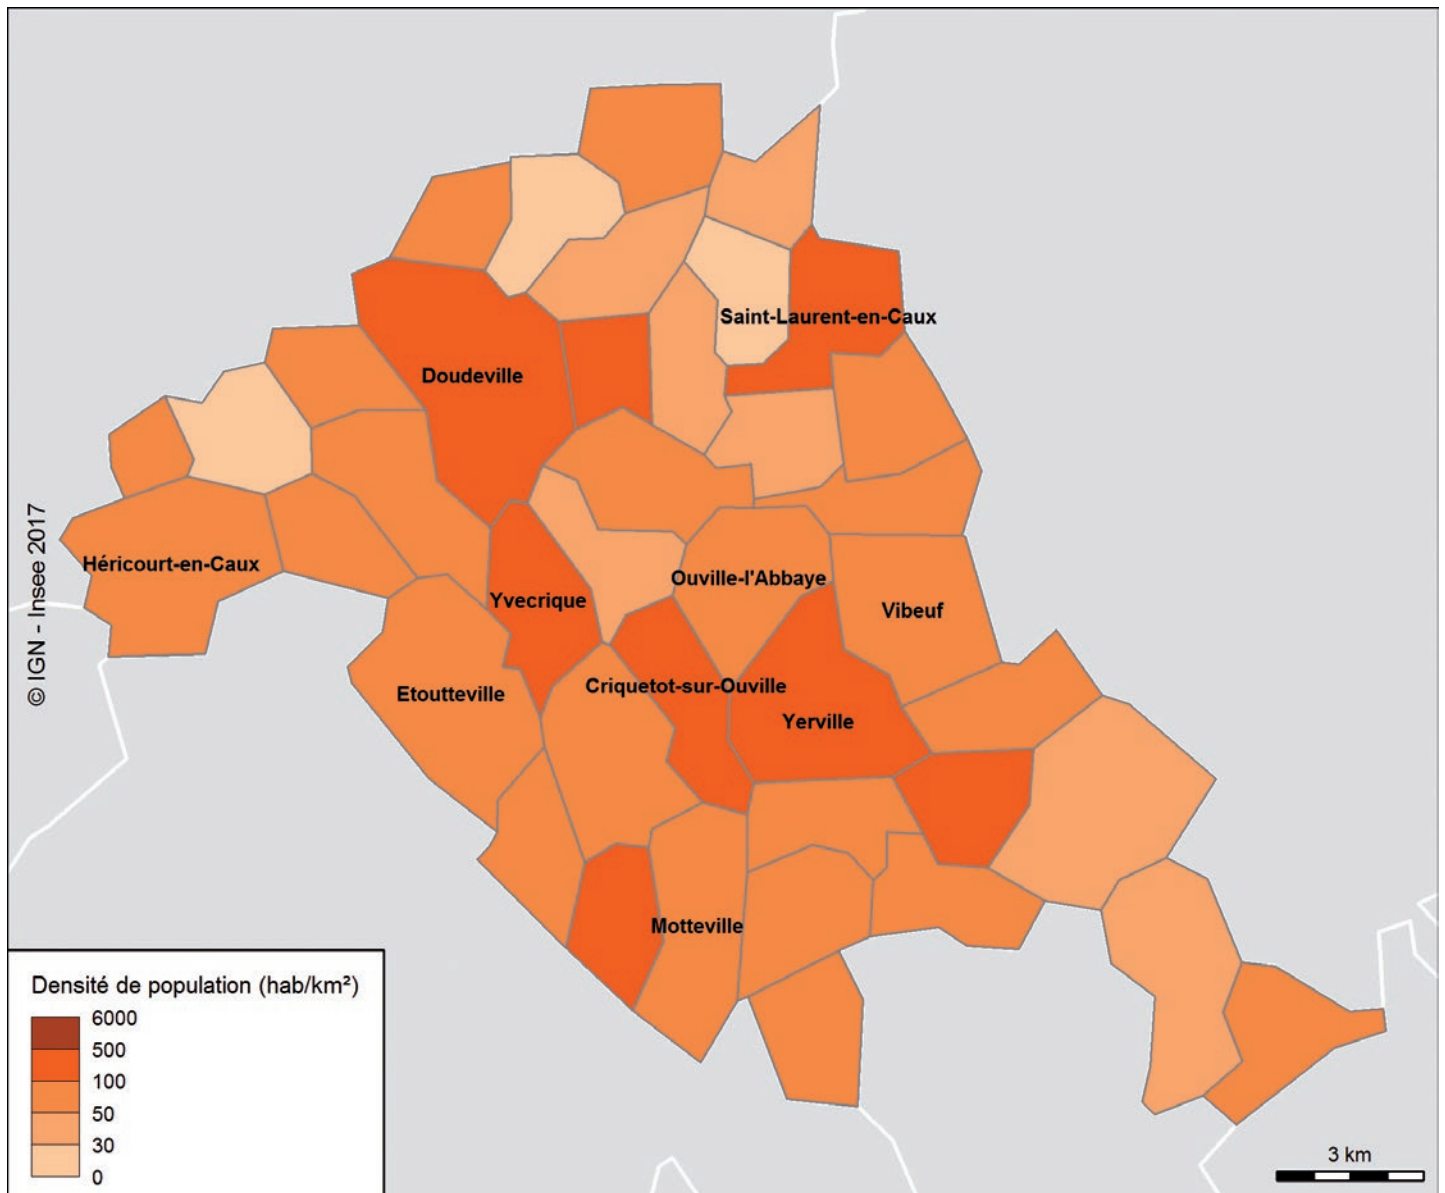 Saint-Laurent-en-Caux
Doudeville
Héricourt-en-Caux
Ouville-l'Abbaye
Yvecrique
Vibeuf
Etoutteville
Criquetot-sur-Ouville
Yerville
Motteville
© IGN - Insee 2017
Densité de population (hab/km²)
6000
500
100
50
30
0
3 km